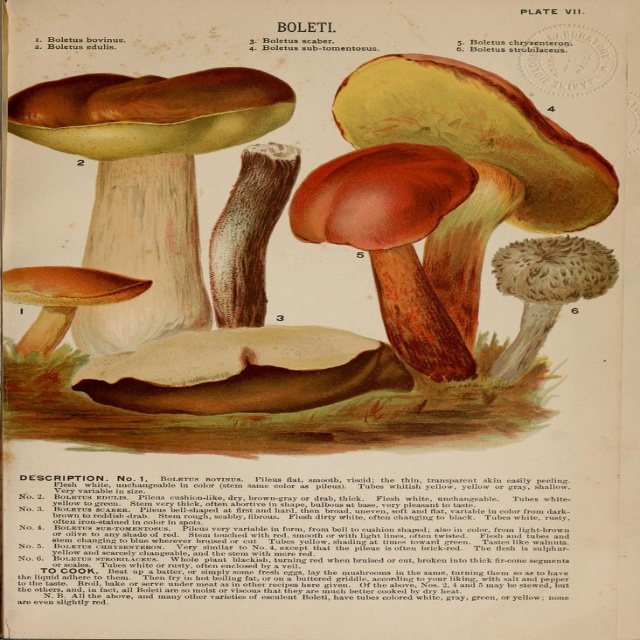 PLATE VII.
BOLETI.
1. Boletus bovinus.
2. Boletus edulis.
3. Boletus scaber.
4. Boletus sub-tomentosus.
5. Boletus chrysenteron.
6. Boletus strobilaceus.
4
2
5
1
3
6
DESCRIPTION. No. 1, BOLETUS BOVINUS. Pileus flat, smooth, viscid; the thin, transparent skin easily peeling.
Flesh white, unchangeable in color (stem same color as pileus). Tubes whitish yellow, yellow or gray, shallow.
Very variable in size.
No. 2. BOLETUS EDULIS. Pileus cushion-like, dry, brown-gray or drab, thick. Flesh white, unchangeable. Tubes white-
yellow to green. Stem very thick, often abortive in shape, bulbous at base, very pleasant to taste.
No. 3. BOLETUS SCABER. Pileus bell-shaped at first and hard, then broad, uneven, soft and flat, variable in color from dark-
brown to reddish-drab. Stem rough, scabby, fibrous. Flesh dirty white, often changing to black. Tubes white, rusty,
often iron-stained in color in spots.
No. 4. BOLETUS SUB-TOMENTOSUS. Pileus very variable in form, from bell to cushion shaped; also in color, from light-brown
or olive to any shade of red. Stem touched with red, smooth or with light lines, often twisted. Flesh and tubes and
stem changing to blue wherever bruised or cut. Tubes yellow, shading at times toward green. Tastes like walnuts.
No. 5. BOLETUS CHRYSENTERON. Very similar to No. 4, except that the pileus is often brick-red. The flesh is sulphur-
yellow and scarcely changeable, and the stem with more red.
No. 6. BOLETUS STROBILACEUS. Whole plant blackish, turning red when bruised or cut, broken into thick fir-cone segments
or scales. Tubes white or rusty, often enclosed by a veil.
TO COOK. Beat up a batter, or simply some fresh eggs, lay the mushrooms in the same, turning them so as to have
the liquid adhere to them. Then fry in hot boiling fat, or on a buttered griddle, according to your liking, with salt and pepper
to the taste. Broil, bake or serve under meat as in other recipes here given. Of the above, Nos. 2, 4 and 5 may be stewed, but
the others, and, in fact, all Boleti are so moist or viscous that they are much better cooked by dry heat.
N. B. All the above, and many other varieties of esculent Boleti, have tubes colored white, gray, green, or yellow; none
are even slightly red.